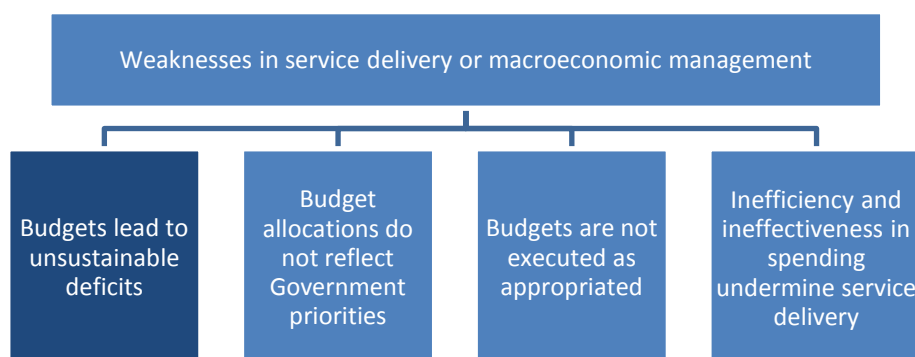 Weaknesses in service delivery or macroeconomic management
Budgets lead to
unsustainable
deficits
Budget
allocations do
not reflect
Government
priorities
Budgets are not
executed as
appropriated
Inefficiency and
ineffectiveness in
spending
undermine service
delivery